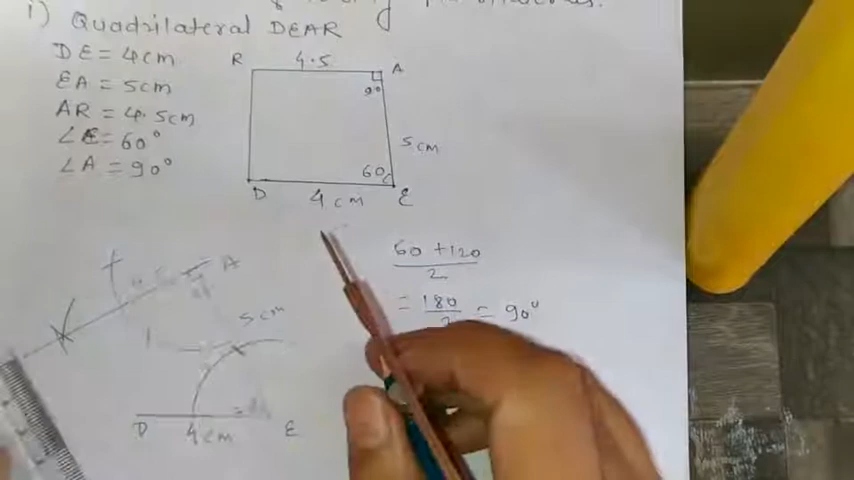 i) Quadrilateral DEAR
DE = 4cm
EA = 5cm
AR = 4.5cm
∠E = 60°
∠A = 90°
R 4.5 A
90
5cm
60
D 4cm E
60 + 120
2
= 180 = 90°
2
A
5cm
D 4cm E